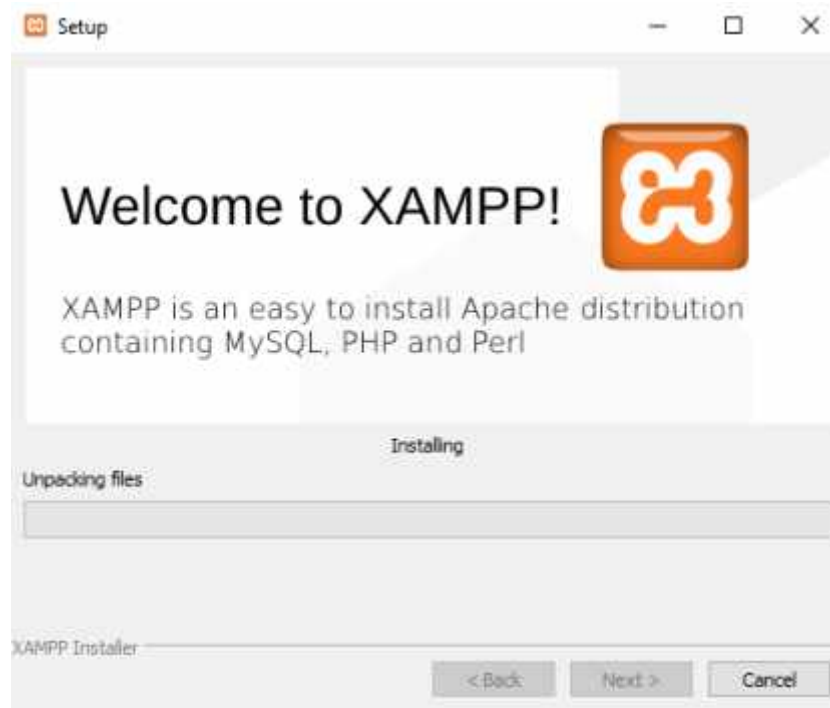 Setup
Welcome to XAMPP!
XAMPP is an easy to install Apache distribution
containing MySQL, PHP and Perl
Installing
Unpacking files
XAMPP Installer
< Back
Next >
Cancel